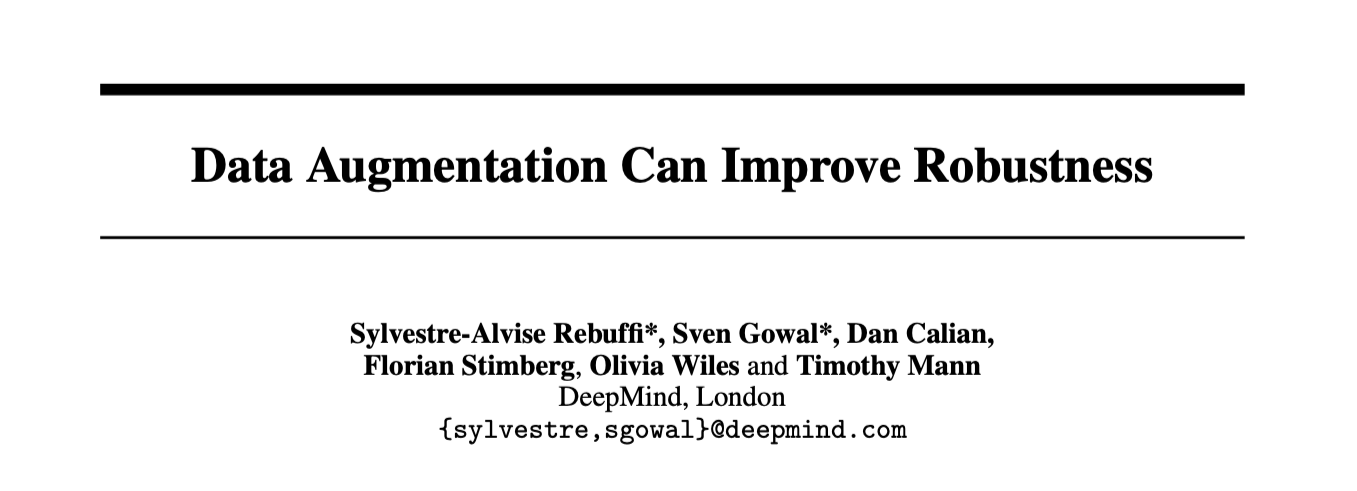 Data Augmentation Can Improve Robustness
Sylvestre-Alvise Rebuffi*, Sven Gowal*, Dan Calian,
Florian Stimberg, Olivia Wiles and Timothy Mann
DeepMind, London
{sylvestre,sgowal}@deepmind.com